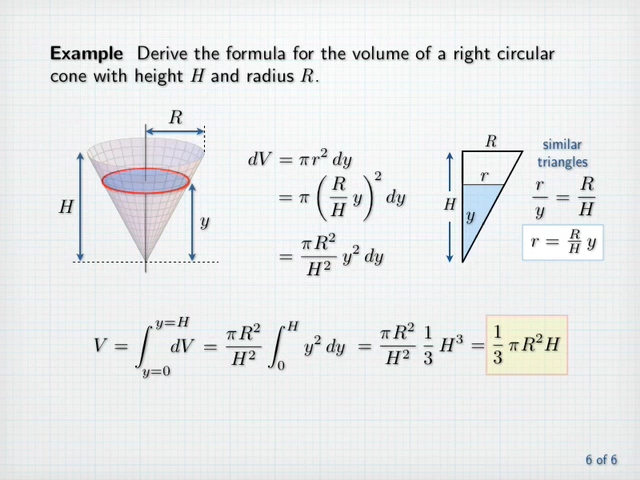 Example Derive the formula for the volume of a right circular
cone with height H and radius R.
R
H
y
dV = πr² dy
= π (R/H y)² dy
= πR²/H² y² dy
R
r
H
y
similar
triangles
r/y = R/H
r = R/H y
V = ∫_{y=0}^{y=H} dV = πR²/H² ∫_0^H y² dy = πR²/H² 1/3 H³ = 1/3 πR²H
6 of 6